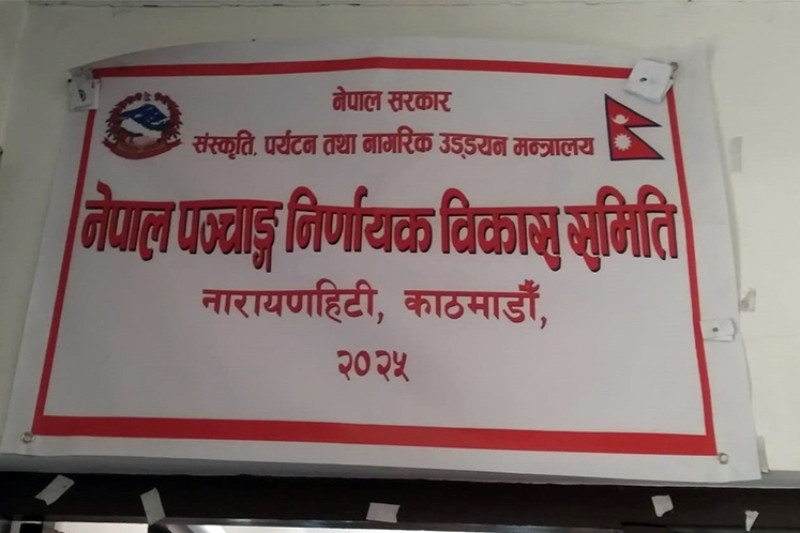 नेपाल सरकार
संस्कृति, पर्यटन तथा नागरिक उड्डयन मन्त्रालय
नेपाल पञ्चाङ्ग निर्णायक विकास समिति
नारायणहिटी, काठमाडौँ,
२०२५